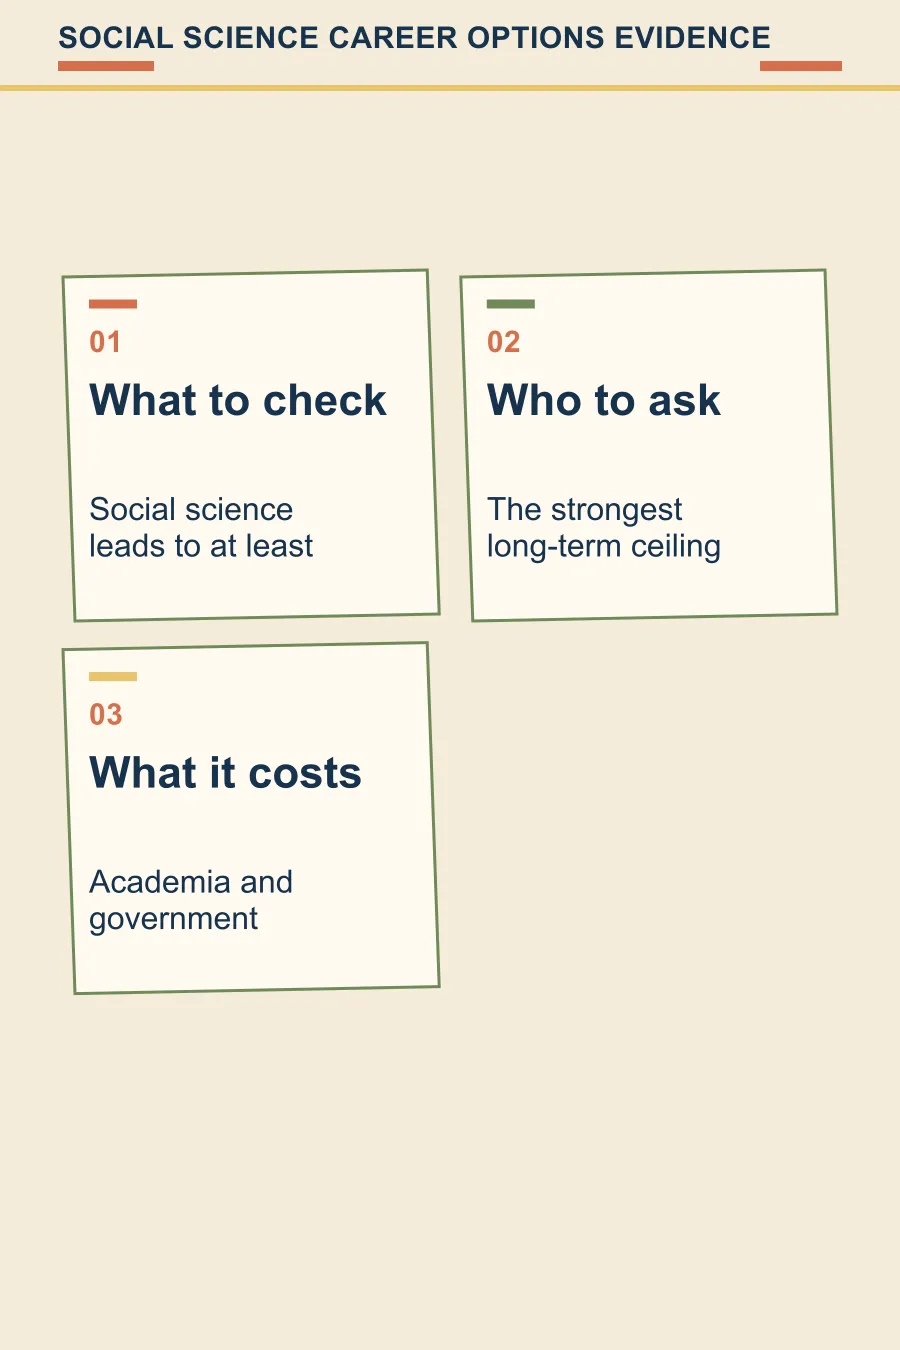 SOCIAL SCIENCE CAREER OPTIONS EVIDENCE
01
What to check
Social science
leads to at least
02
Who to ask
The strongest
long-term ceiling
03
What it costs
Academia and
government